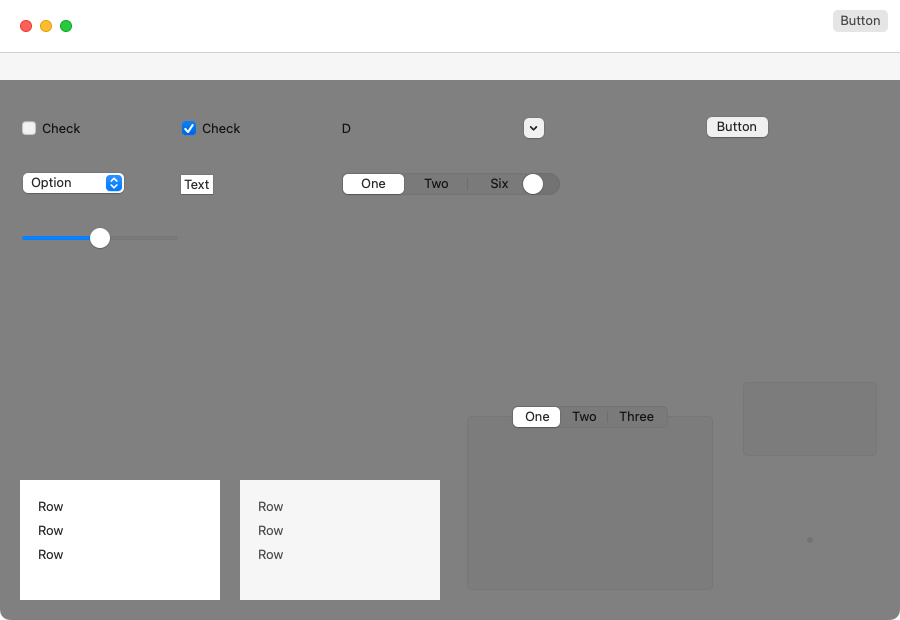 Button
Check
Check
D
Button
Option
Text
One Two Six
One Two Three
Row
Row
Row
Row
Row
Row